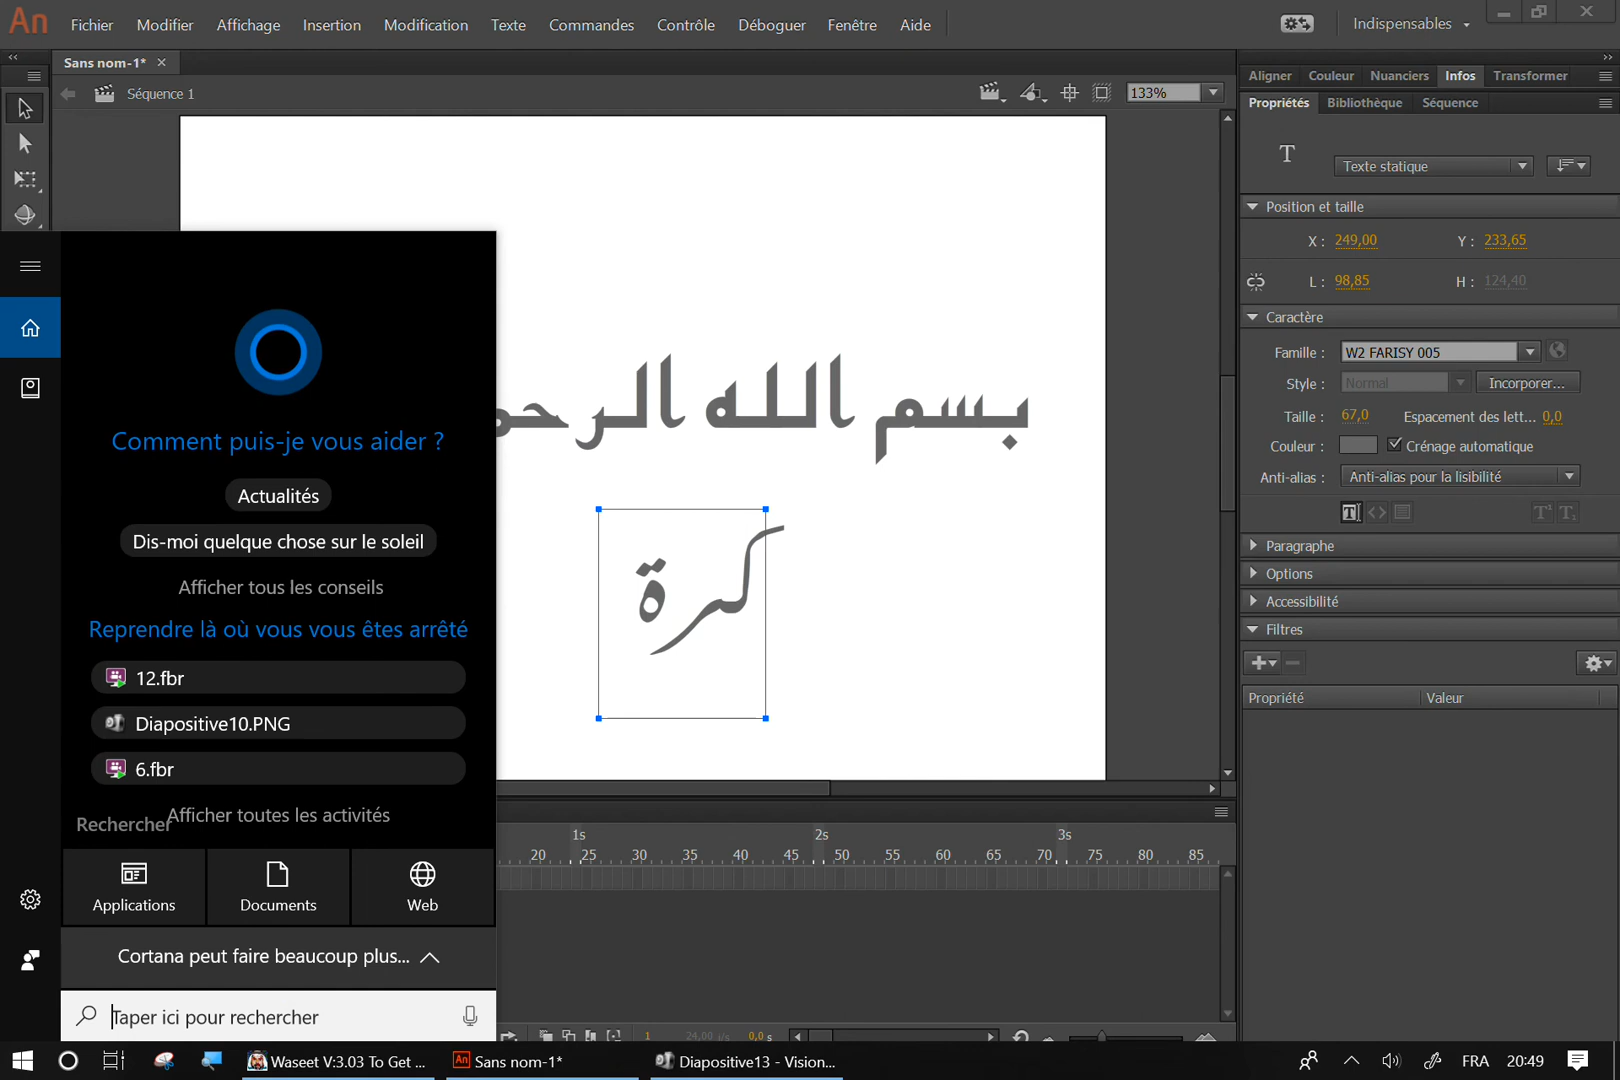 An Fichier Modifier Affichage Insertion Modification Texte Commandes Contrôle Déboguer Fenêtre Aide Indispensables
Sans nom-1*
Séquence 1
133%
Aligner Couleur Nuanciers Infos Transformer
Propriétés Bibliothèque Séquence
T Texte statique
Position et taille
X : 249,00 Y : 233,65
L : 98,85 H : 124,40
Caractère
Famille : W2 FARISY 005
Style : Normal Incorporer...
Taille : 67,0 Espacement des lett... 0,0
Couleur : Crénage automatique
Anti-alias : Anti-alias pour la lisibilité
Paragraphe
Options
Accessibilité
Filtres
Propriété Valeur
بسم الله الرحم
كرة
Comment puis-je vous aider ?
Actualités
Dis-moi quelque chose sur le soleil
Afficher tous les conseils
Reprendre là où vous vous êtes arrêté
12.fbr
Diapositive10.PNG
6.fbr
Afficher toutes les activités
Rechercher
Applications Documents Web
Cortana peut faire beaucoup plus...
Taper ici pour rechercher
1s 2s 3s
20 25 30 35 40 45 50 55 60 65 70 75 80 85
1 24,00 i/s 0,0 s
Waseet V:3.03 To Get ... Sans nom-1* Diapositive13 - Vision... FRA 20:49